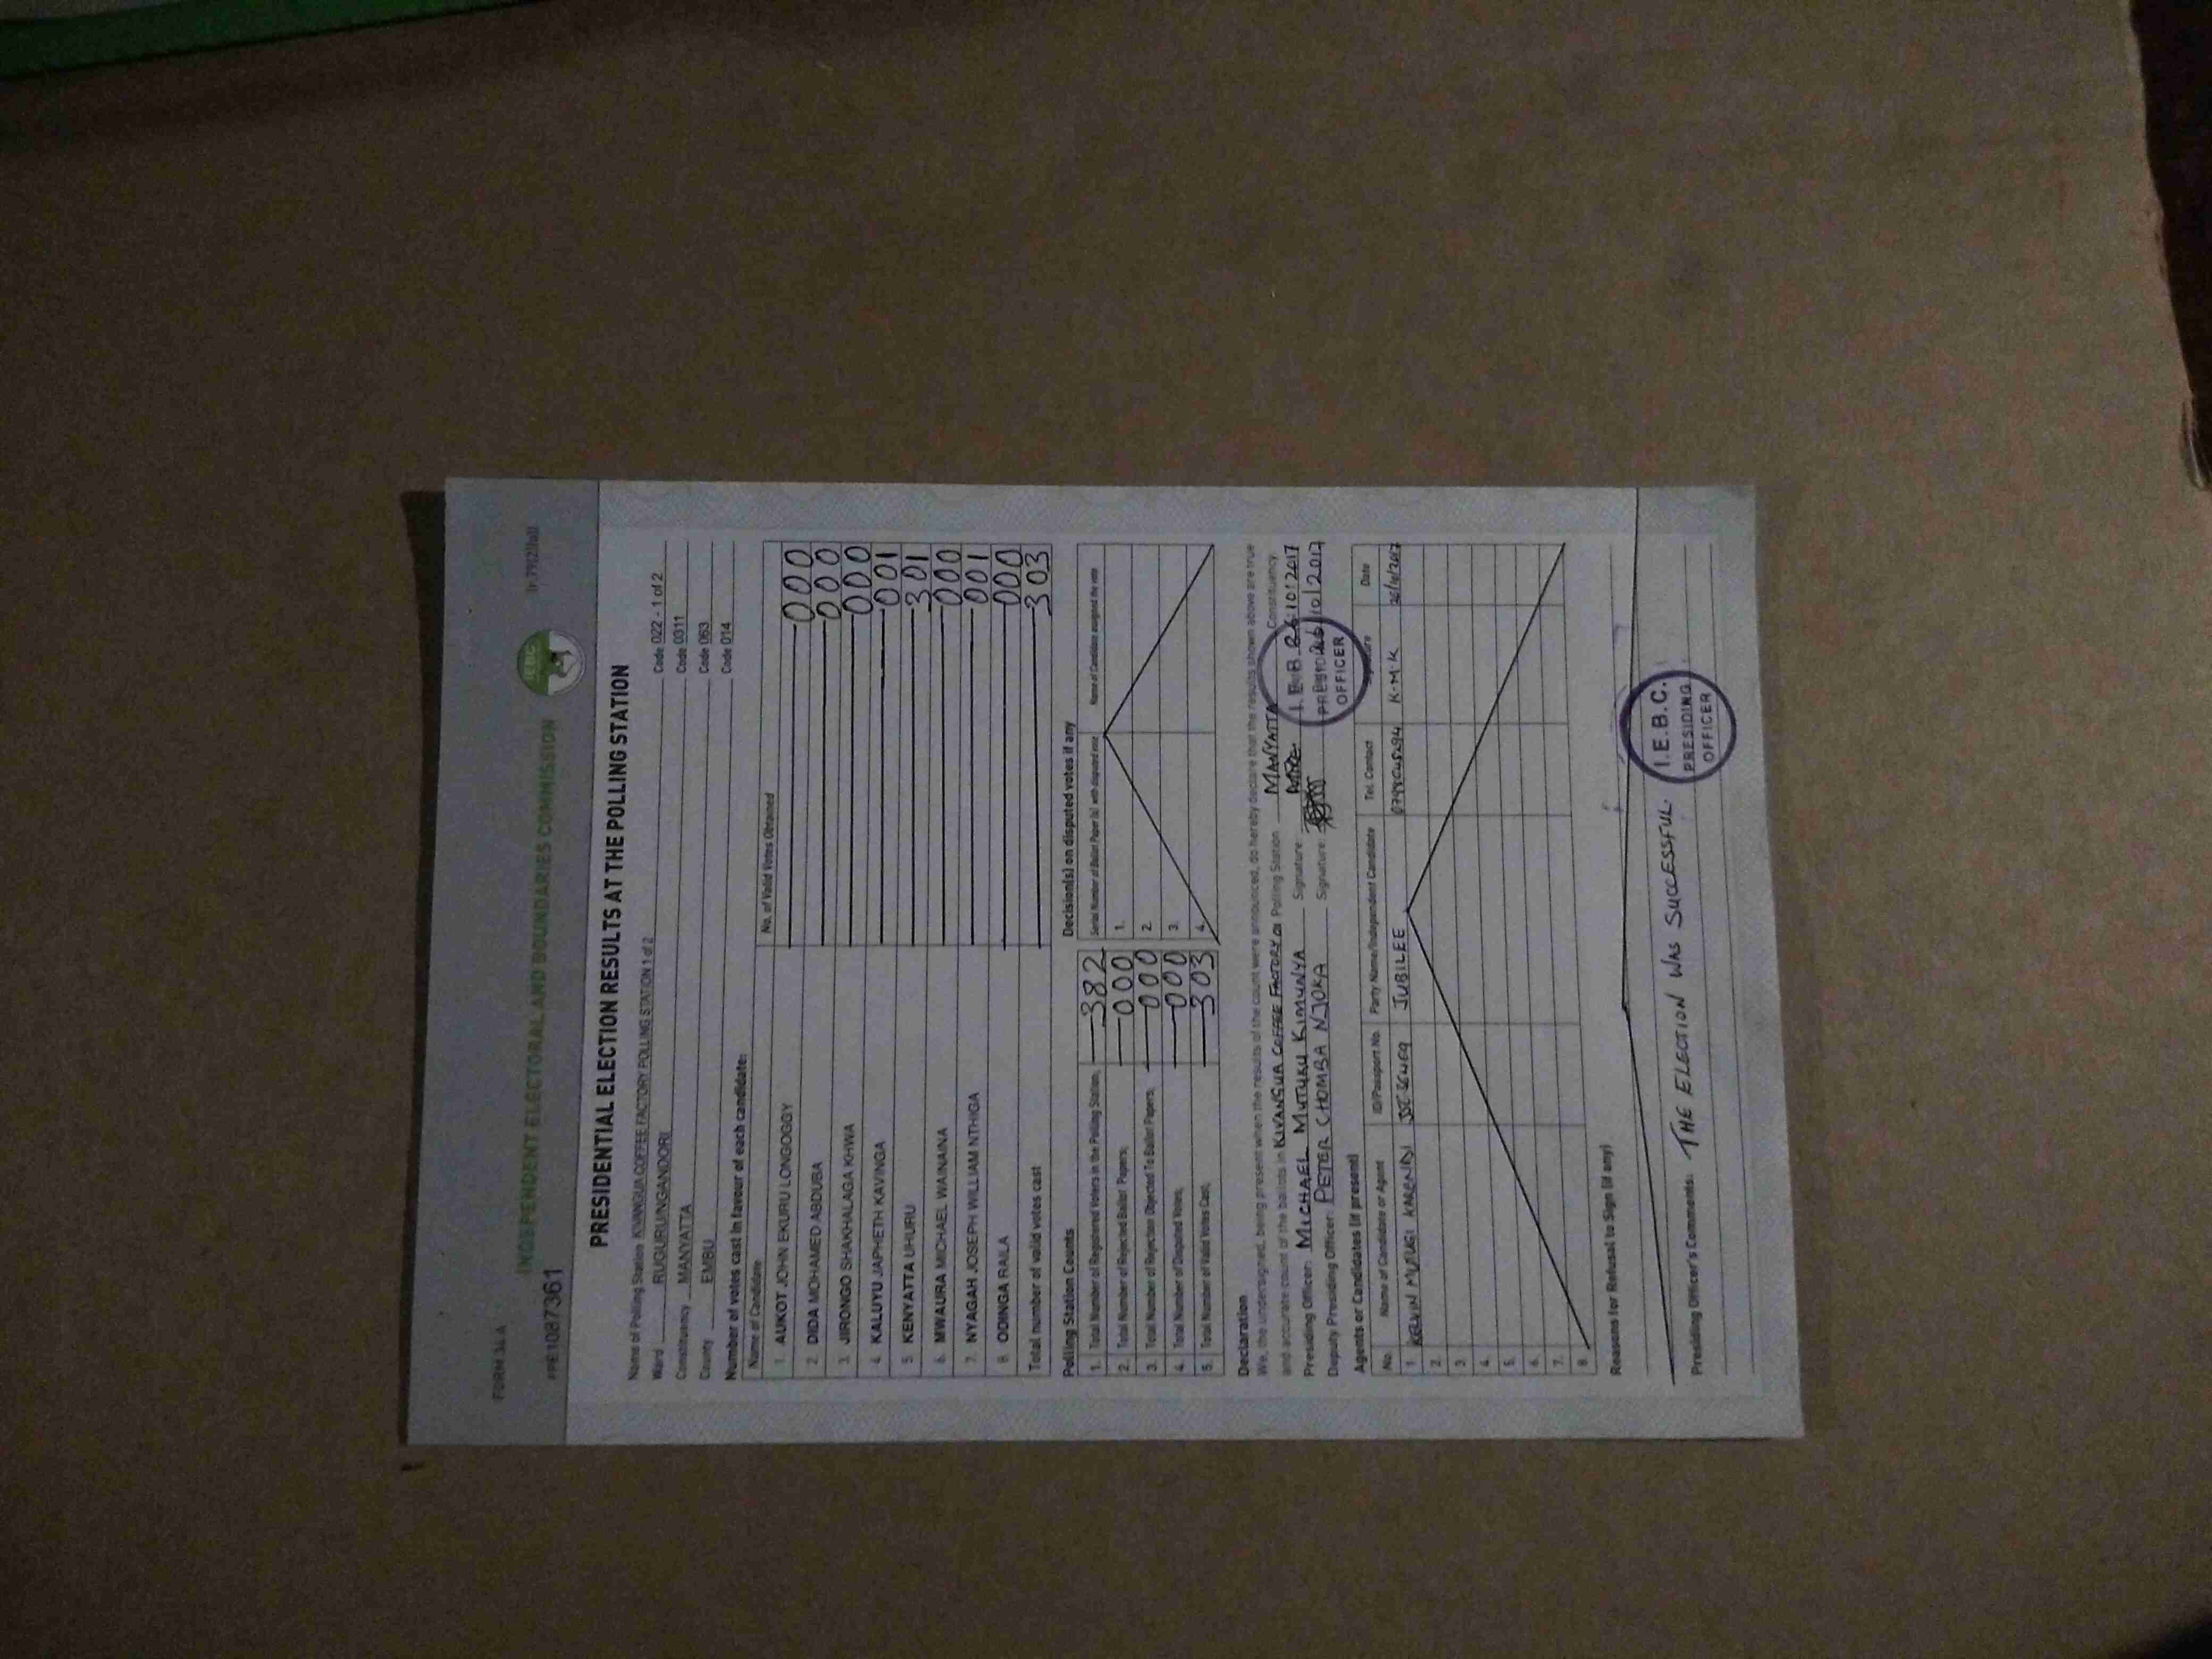 FORM 34A
INDEPENDENT ELECTORAL AND BOUNDARIES COMMISSION
IEBC
PRESIDENTIAL ELECTION RESULTS AT THE POLLING STATION
Name of Polling Station KIVANGUA COFFEE FACTORY POLLING STATION 1 of 2 Code 022 - 1 of 2
Ward RUGURU/NGANDORI Code 0311
Constituency MANYATTA Code 063
County EMBU Code 014
Number of votes cast in favour of each candidate:
Name of Candidate No. of Valid Votes Obtained
1. AUKOT JOHN EKURU LONGOGGY 000
2. DIDA MOHAMED ABDUBA 000
3. JIRONGO SHAKHALAGA KHWA 000
4. KALUYU JAPHETH KAVINGA 001
5. KENYATTA UHURU 301
6. MWAURA MICHAEL WAINAINA 000
7. NYAGAH JOSEPH WILLIAM NTHIGA 001
8. ODINGA RAILA 000
Total number of valid votes cast 303
Polling Station Counts
1. Total Number of Registered Voters in the Polling Station; 382
2. Total Number of Rejected Ballot Papers; 000
3. Total Number of Rejection Objected To Ballot Papers; 000
4. Total Number of Disputed Votes; 000
5. Total Number of Valid Votes Cast; 303
Decision(s) on disputed votes if any
Serial Number of Ballot Paper (s) with disputed vote Name of Candidate assigned the vote
1.
2.
3.
4.
Declaration
We, the undersigned, being present when the results of the count were announced, do hereby declare that the results shown above are true
and accurate count of the ballots in KIVANGUA COFFEE FACTORY 01 Polling Station MANYATTA Constituency.
Presiding Officer: MICHAEL MUTUKU KIMUNYA Signature: DATE: 26:10:2017
Deputy Presiding Officer: PETER CHOMBA NJOKA Signature: 26/10/2017
OFFICER
Agents or Candidates (if present)
No. Name of Candidate or Agent ID/Passport No. Party Name/Independent Candidate Tel. Contact Signature Date
1. KELVIN MUTUGI JUBILEE K.M.K
2.
3.
4.
5.
6.
7.
8.
Reasons for Refusal to Sign (if any)
Presiding Officer's Comments: THE ELECTION WAS SUCCESSFUL.
I.E.B.C.
PRESIDING
OFFICER